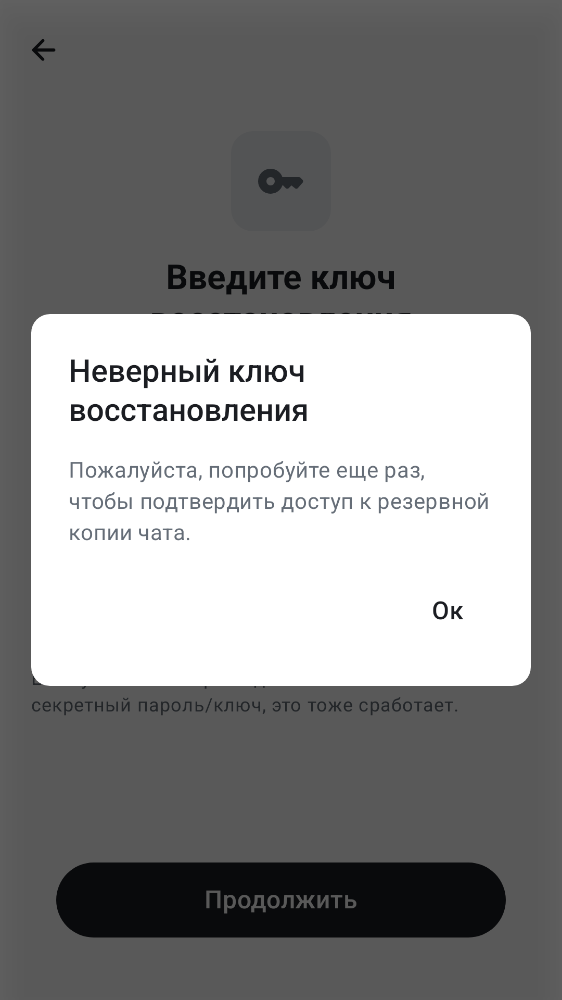 Введите ключ
Неверный ключ
восстановления
Пожалуйста, попробуйте еще раз,
чтобы подтвердить доступ к резервной
копии чата.
Ок
секретный пароль/ключ, это тоже сработает.
Продолжить